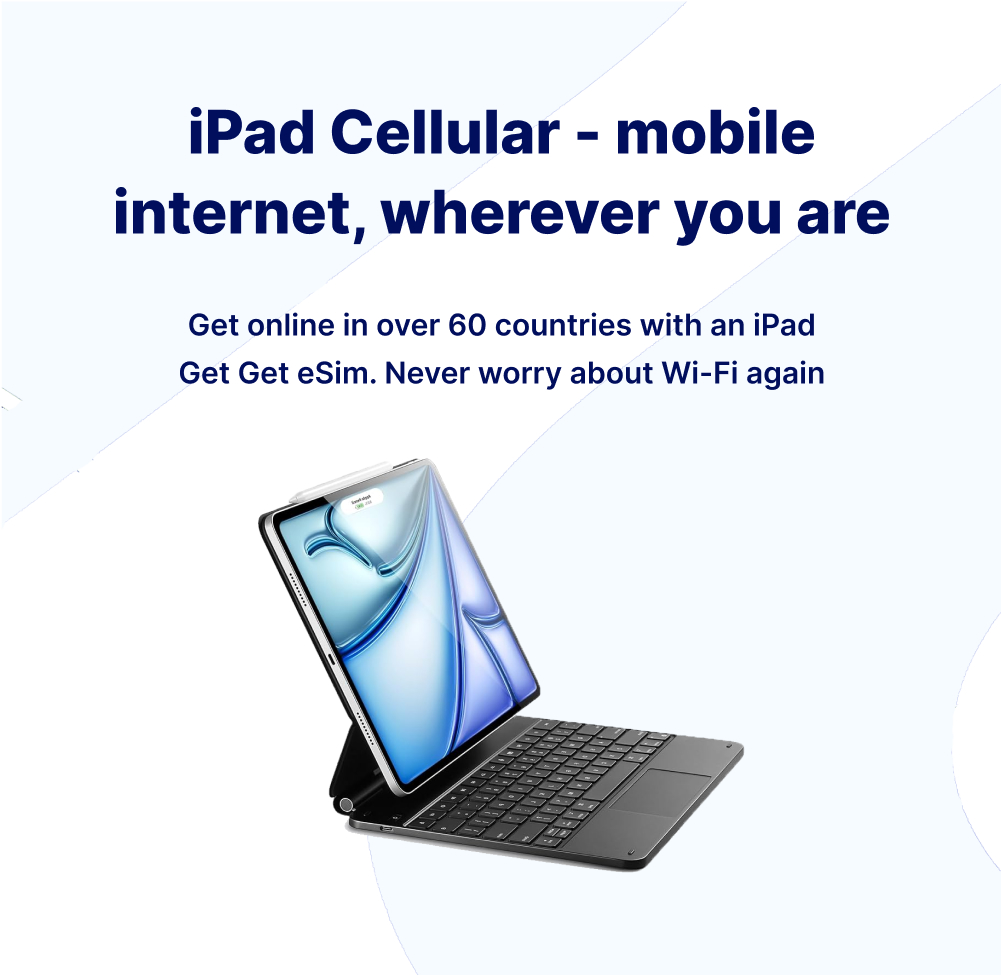 iPad Cellular - mobile
internet, wherever you are
Get online in over 60 countries with an iPad
Get Get eSim. Never worry about Wi-Fi again